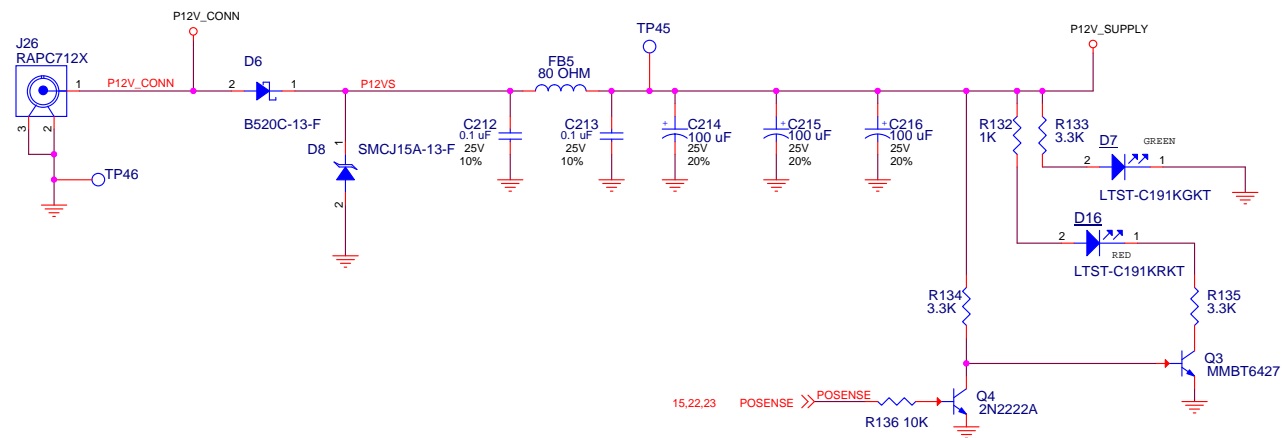 P12V_CONN
J26
RAPC712X
1
P12V_CONN
3
2
TP46
D6
2
1
B520C-13-F
P12VS
D8
1
SMCJ15A-13-F
2
C212
0.1 uF
25V
10%
FB5
80 OHM
C213
0.1 uF
25V
10%
TP45
+
C214
100 uF
25V
20%
+
C215
100 uF
25V
20%
+
C216
100 uF
25V
20%
P12V_SUPPLY
R132
1K
R133
3.3K
D7
GREEN
2
1
LTST-C191KGKT
D16
2
1
RED
LTST-C191KRKT
R134
3.3K
R135
3.3K
Q3
MMBT6427
15,22,23
POSENSE
POSENSE
R136 10K
Q4
2N2222A